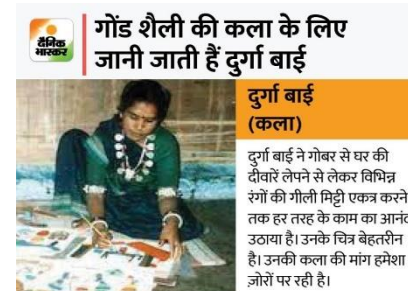 दैनिक
भास्कर
गोंड शैली की कला के लिए
जानी जाती हैं दुर्गा बाई
दुर्गा बाई
(कला)
दुर्गा बाई ने गोबर से घर की
दीवारें लेपने से लेकर विभिन्न
रंगों की गीली मिट्टी एकत्र करने
तक हर तरह के काम का आनंद
उठाया है। उनके चित्र बेहतरीन
है। उनकी कला की मांग हमेशा
ज़ोरों पर रही है।